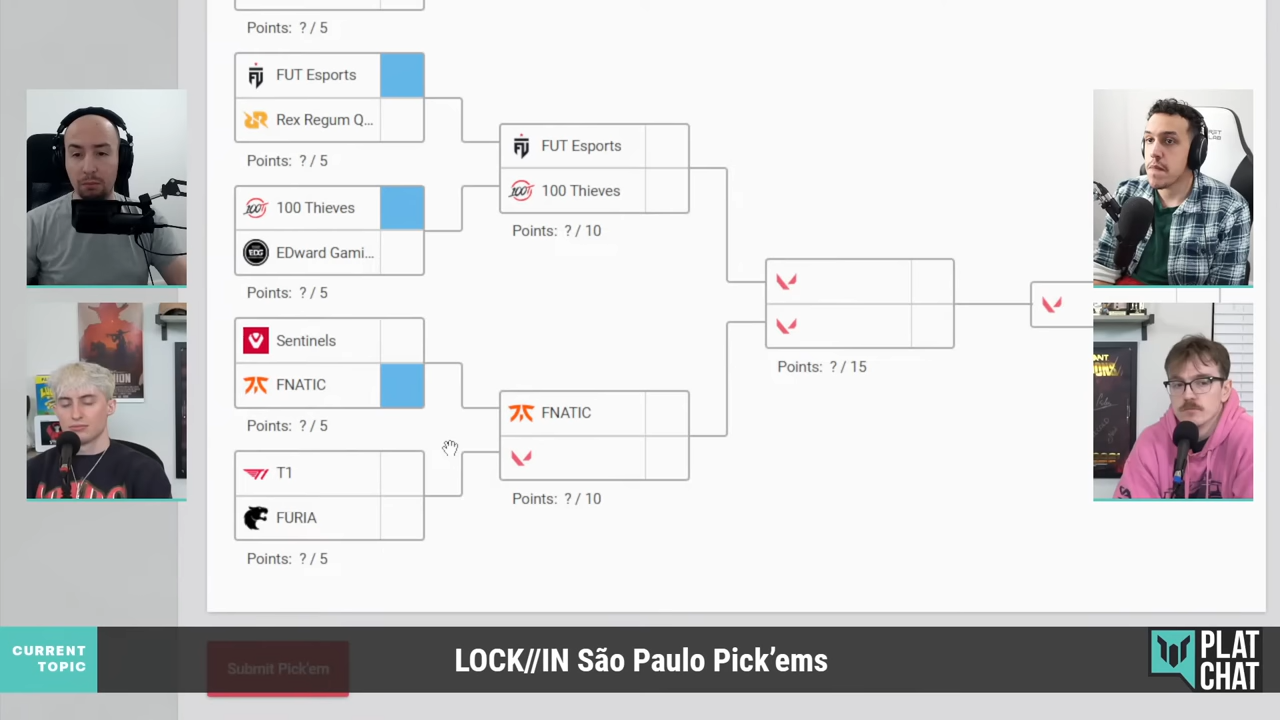 Points: ? / 5
FUT Esports
Rex Regum Q...
Points: ? / 5
100 Thieves
EDward Gami...
Points: ? / 5
Sentinels
FNATIC
Points: ? / 5
T1
FURIA
Points: ? / 5
FUT Esports
100 Thieves
Points: ? / 10
FNATIC
Points: ? / 10
Points: ? / 15
Submit Pick'em
CURRENT
TOPIC
LOCK//IN São Paulo Pick'ems
PLAT
CHAT